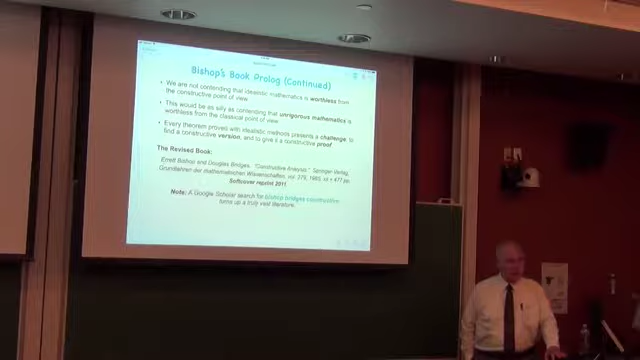 Bishop's Book Prolog (Continued)
• We are not contending that idealistic mathematics is worthless from
the constructive point of view.
• This would be as silly as contending that unrigorous mathematics is
worthless from the classical point of view.
• Every theorem proved with idealistic methods presents a challenge: to
find a constructive version, and to give it a constructive proof
The Revised Book:
Errett Bishop and Douglas Bridges. "Constructive Analysis." Springer Verlag,
Grundlehren der mathematischen Wissenschaften, vol. 279, 1985, xii + 477 pp.
Softcover reprint 2011.
Note: A Google Scholar search for bishop bridges constructive
turns up a truly vast literature.